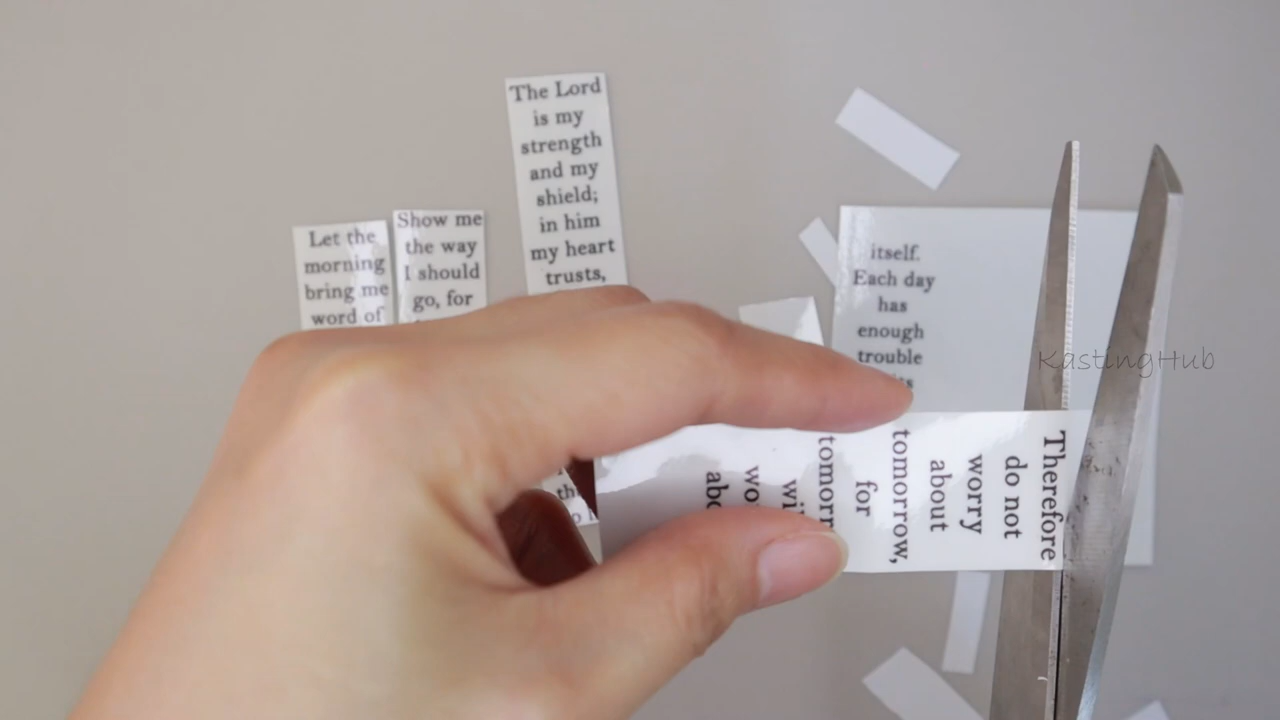 The Lord
is my
strength
and my
shield;
in him
my heart
trusts,
Let the
morning
bring me
word of
Show me
the way
I should
go, for
itself.
Each day
has
enough
trouble
KastingHub
Therefore
do not
worry
about
tomorrow,
for